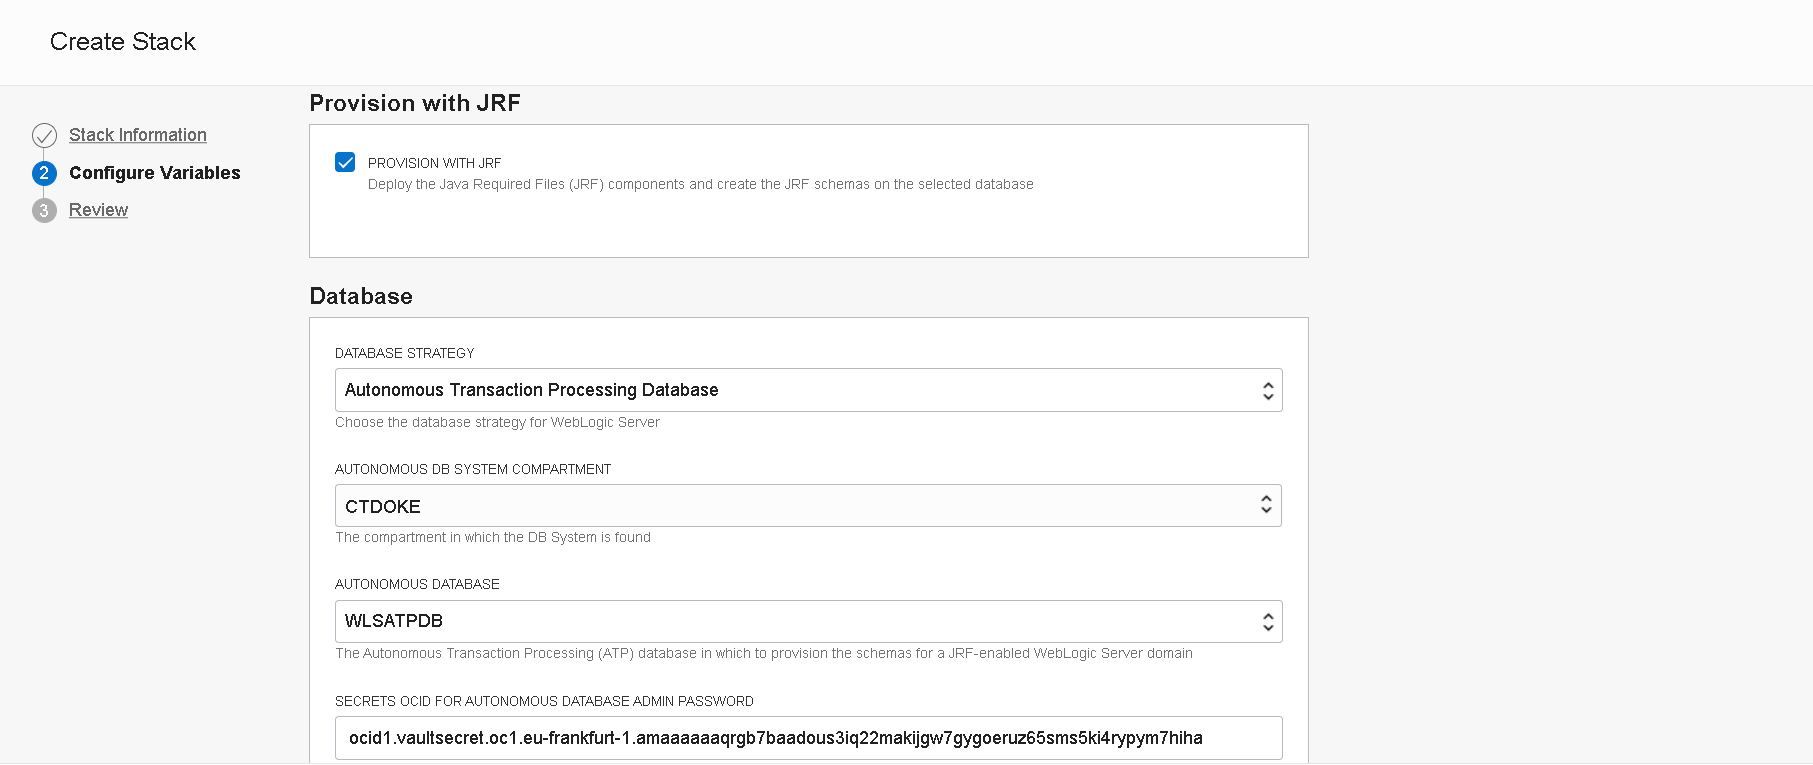 Create Stack
Stack Information
2 Configure Variables
3 Review
Provision with JRF
PROVISION WITH JRF
Deploy the Java Required Files (JRF) components and create the JRF schemas on the selected database
Database
DATABASE STRATEGY
Autonomous Transaction Processing Database
Choose the database strategy for WebLogic Server
AUTONOMOUS DB SYSTEM COMPARTMENT
CTDOKE
The compartment in which the DB System is found
AUTONOMOUS DATABASE
WLSATPDB
The Autonomous Transaction Processing (ATP) database in which to provision the schemas for a JRF-enabled WebLogic Server domain
SECRETS OCID FOR AUTONOMOUS DATABASE ADMIN PASSWORD
ocid1.vaultsecret.oc1.eu-frankfurt-1.amaaaaaaqrgb7baadous3iq22makijgw7gygoeruz65sms5ki4rypym7hiha